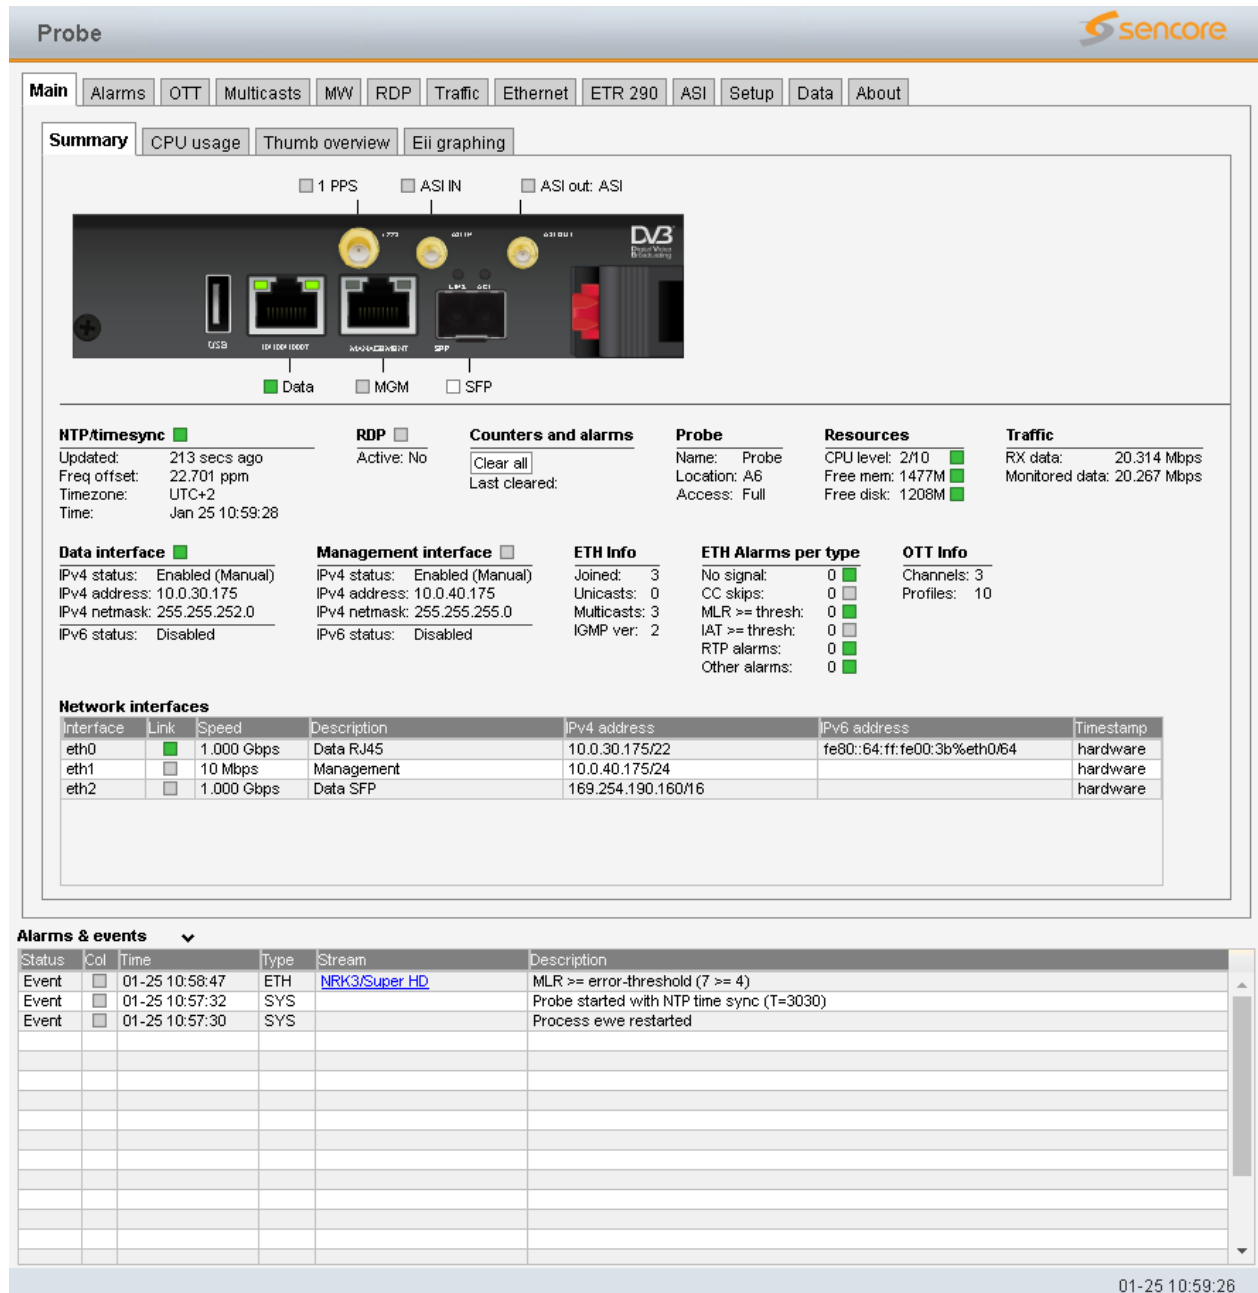 Probe
sencore
Main Alarms OTT Multicasts MW RDP Traffic Ethernet ETR 290 ASI Setup Data About
Summary CPU usage Thumb overview Eii graphing
1 PPS ASI IN ASI out: ASI
DVB
Digital Video
Broadcasting
USB 10/100/1000T MANAGEMENT SFP
Data MGM SFP
NTP/timesync RDP Counters and alarms Probe Resources Traffic
Updated: 213 secs ago Active: No Clear all Name: Probe CPU level: 2/10 RX data: 20.314 Mbps
Freq offset: 22.701 ppm Last cleared: Location: A6 Free mem: 1477M Monitored data: 20.267 Mbps
Timezone: UTC+2 Access: Full Free disk: 1208M
Time: Jan 25 10:59:28
Data interface Management interface ETH Info ETH Alarms per type OTT Info
IPv4 status: Enabled (Manual) IPv4 status: Enabled (Manual) Joined: 3 No signal: 0 Channels: 3
IPv4 address: 10.0.30.175 IPv4 address: 10.0.40.175 Unicasts: 0 CC skips: 0 Profiles: 10
IPv4 netmask: 255.255.252.0 IPv4 netmask: 255.255.255.0 Multicasts: 3 MLR >= thresh: 0
IPv6 status: Disabled IPv6 status: Disabled IGMP ver: 2 IAT >= thresh: 0
RTP alarms: 0
Other alarms: 0
Network interfaces
Interface Link Speed Description IPv4 address IPv6 address Timestamp
eth0 1.000 Gbps Data RJ45 10.0.30.175/22 fe80::64:ff:fe00:3b%eth0/64 hardware
eth1 10 Mbps Management 10.0.40.175/24 hardware
eth2 1.000 Gbps Data SFP 169.254.190.160/16 hardware
Alarms & events
Status Col Time Type Stream Description
Event 01-25 10:58:47 ETH NRK3/Super HD MLR >= error-threshold (7 >= 4)
Event 01-25 10:57:32 SYS Probe started with NTP time sync (T=3030)
Event 01-25 10:57:30 SYS Process ewe restarted
01-25 10:59:26